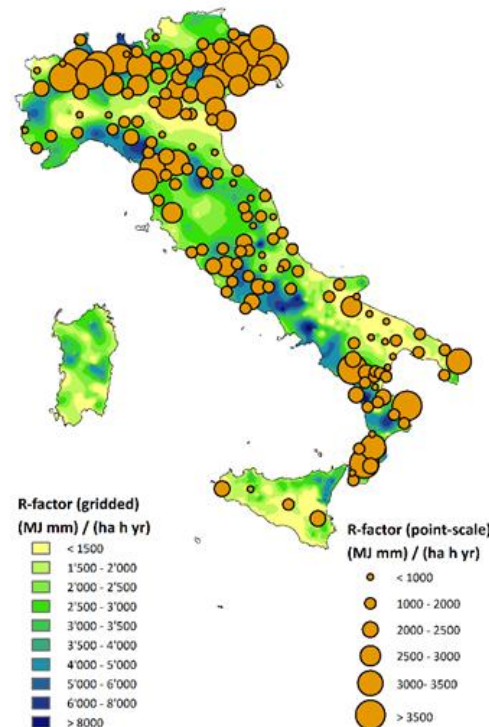 R-factor (gridded)
(MJ mm) / (ha h yr)
< 1500
1'500 - 2'000
2'000 - 2'500
2'500 - 3'000
3'000 - 3'500
3'500 - 4'000
4'000 - 5'000
5'000 - 6'000
6'000 - 8'000
> 8000
R-factor (point-scale)
(MJ mm) / (ha h yr)
< 1000
1000 - 2000
2000 - 2500
2500 - 3000
3000- 3500
> 3500